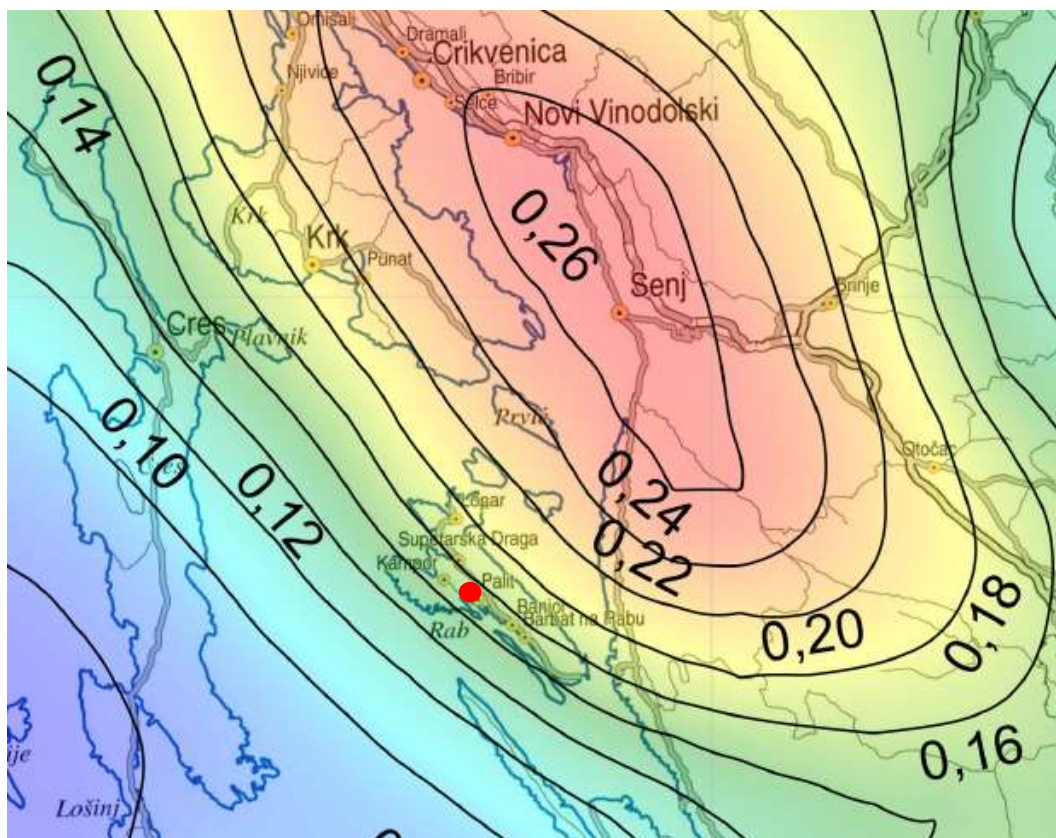 Omišalj
Dramalj
Crikvenica
Njivice
Bribir
Selce
Novi Vinodolski
0,14
Krk
0,26
Krk
Punat
Senj
Brinje
Cres
Plavnik
Prvić
0,10
Otočac
0,12
0,24
Lopar
Supetarska Draga
0,22
Kampor
Palit
Banjol
Barbat na Rabu
Rab
0,18
0,20
0,16
ije
Lošinj